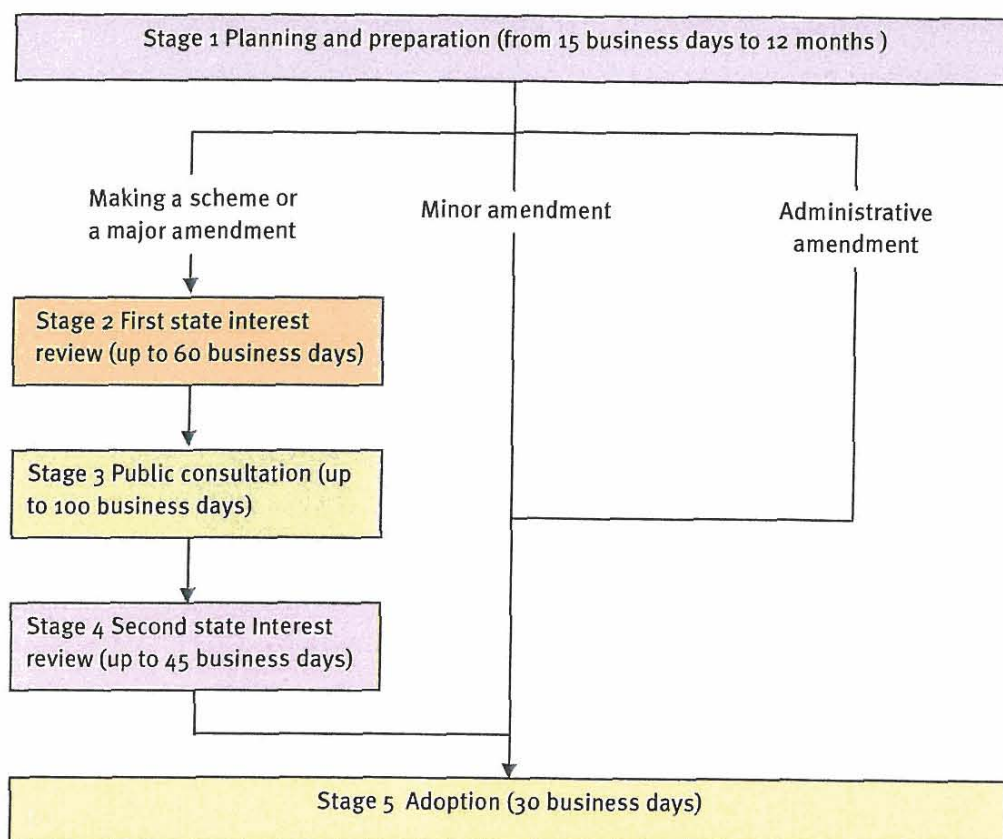 Stage 1 Planning and preparation (from 15 business days to 12 months )
Making a scheme or
a major amendment
Minor amendment
Administrative
amendment
Stage 2 First state interest
review (up to 60 business days)
Stage 3 Public consultation (up
to 100 business days)
Stage 4 Second state Interest
review (up to 45 business days)
Stage 5 Adoption (30 business days)